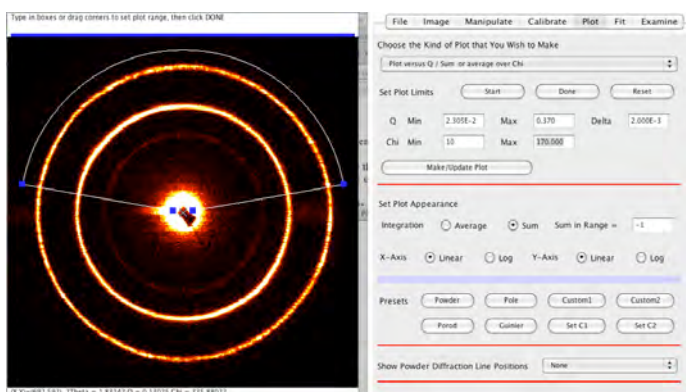 Type in boxes or drag corners to set plot range, then click DONE
File Image Manipulate Calibrate Plot Fit Examine
Choose the Kind of Plot that You Wish to Make
Plot versus Q / Sum or average over Chi
Set Plot Limits Start Done Reset
Q Min 2.305E-2 Max 0.370 Delta 2.000E-3
Chi Min 10 Max 170.000
Make/Update Plot
Set Plot Appearance
Integration Average Sum Sum in Range = -1
X-Axis Linear Log Y-Axis Linear Log
Presets Powder Pole Custom1 Custom2
Porod Guinier Set C3 Set C2
Show Powder Diffraction Line Positions None